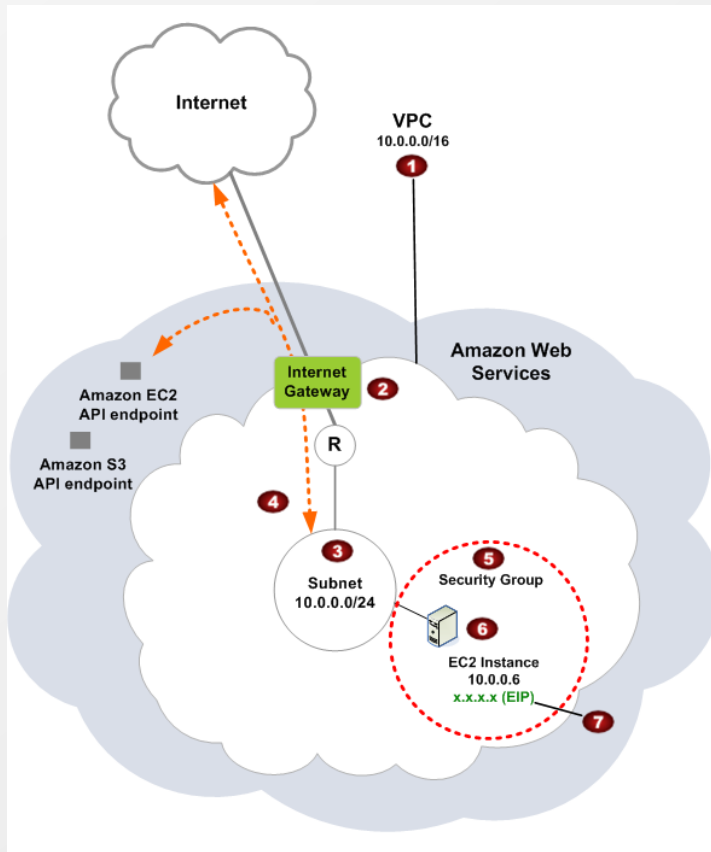 Internet
VPC
10.0.0.0/16
1
Amazon Web
Services
Internet
Gateway
2
Amazon EC2
API endpoint
R
Amazon S3
API endpoint
4
3
Subnet
10.0.0.0/24
5
Security Group
6
EC2 Instance
10.0.0.6
x.x.x.x (EIP)
7